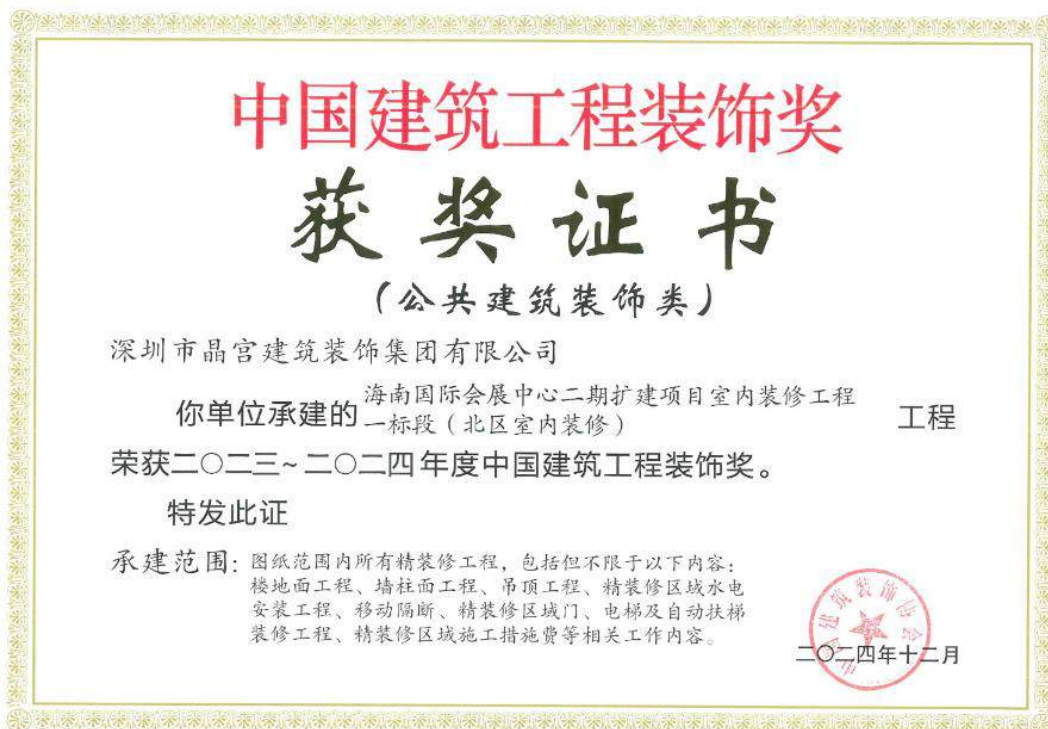 中国建筑工程装饰奖
获奖证书
（公共建筑装饰类）
深圳市晶宫建筑装饰集团有限公司
你单位承建的 海南国际会展中心二期扩建项目室内装修工程
一标段（北区室内装修） 工程
荣获二〇二三~二〇二四年度中国建筑工程装饰奖。
特发此证
承建范围：图纸范围内所有精装修工程，包括但不限于以下内容：
楼地面工程、墙柱面工程、吊顶工程、精装修区域水电
安装工程、移动隔断、精装修区域门、电梯及自动扶梯
装修工程、精装修区域施工措施费等相关工作内容。
中国建筑装饰协会
二〇二四年十二月